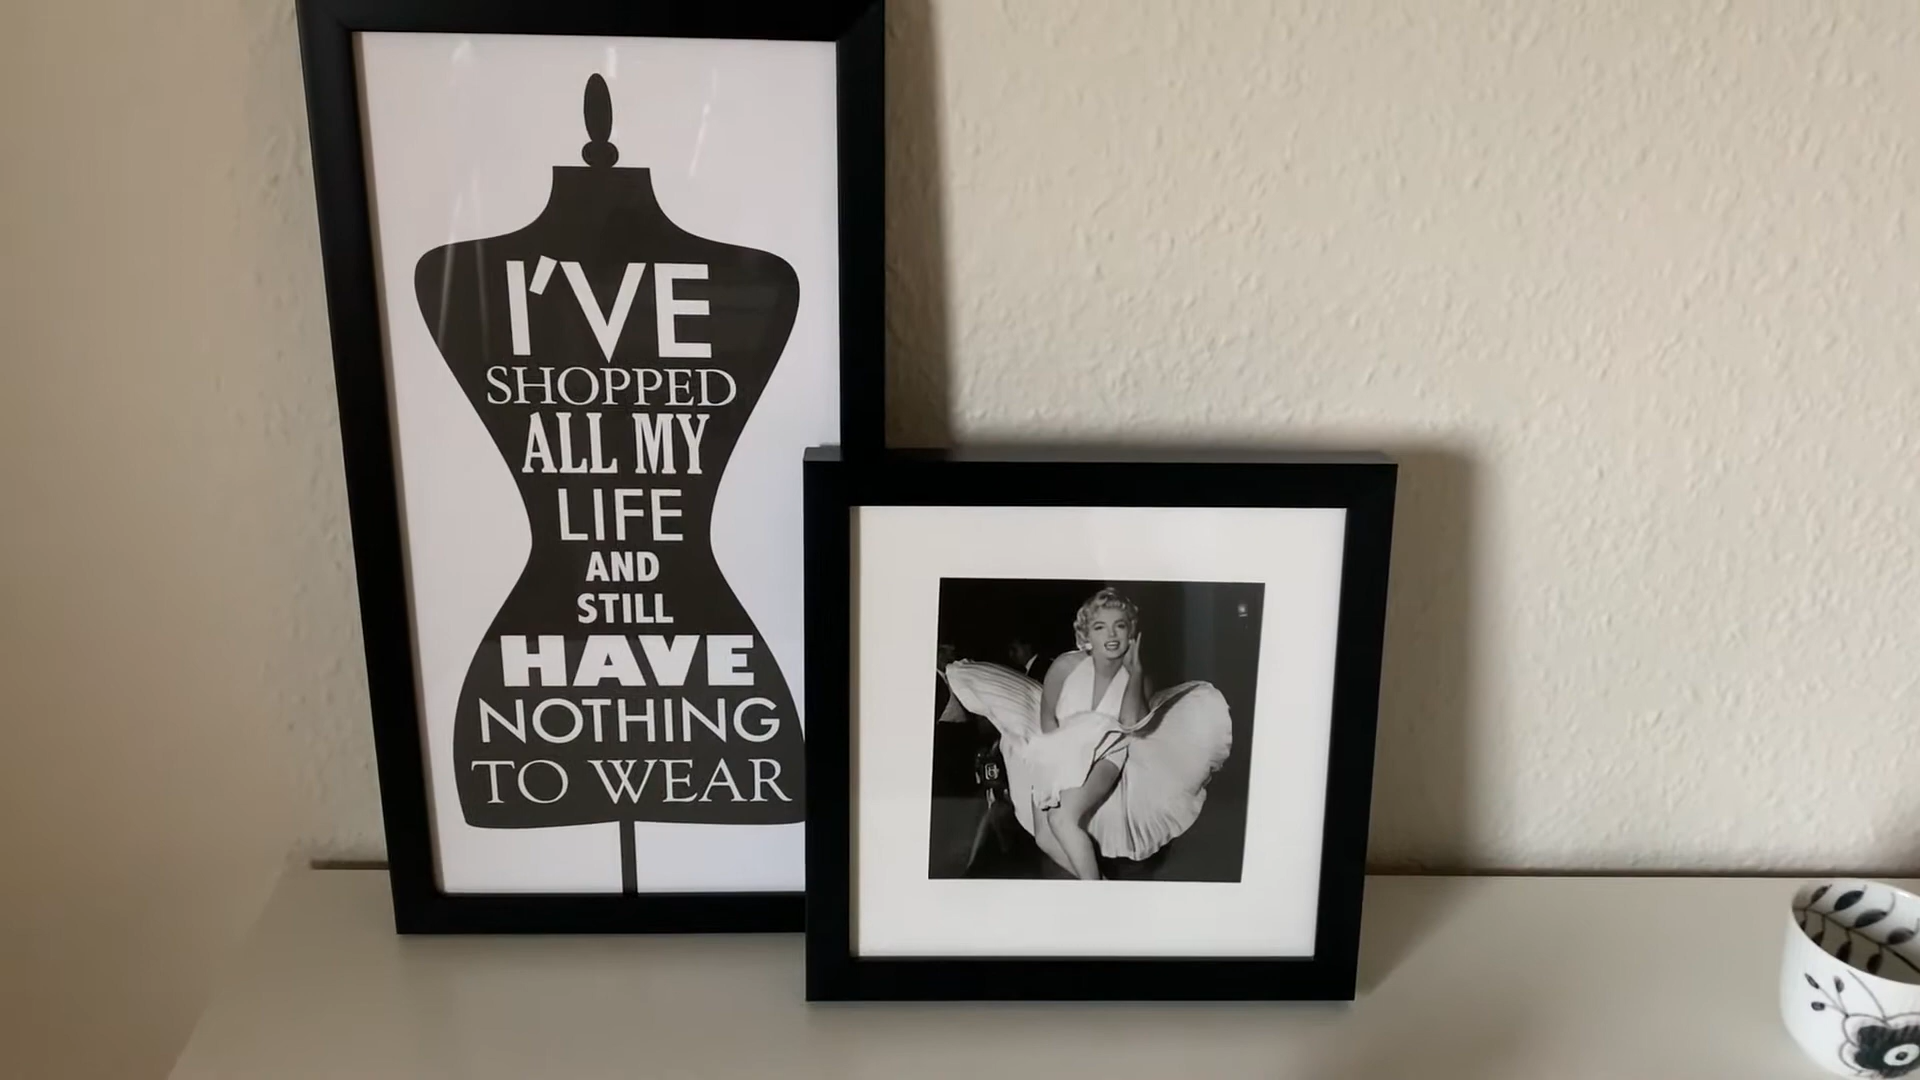 I'VE
SHOPPED
ALL MY
LIFE
AND
STILL
HAVE
NOTHING
TO WEAR